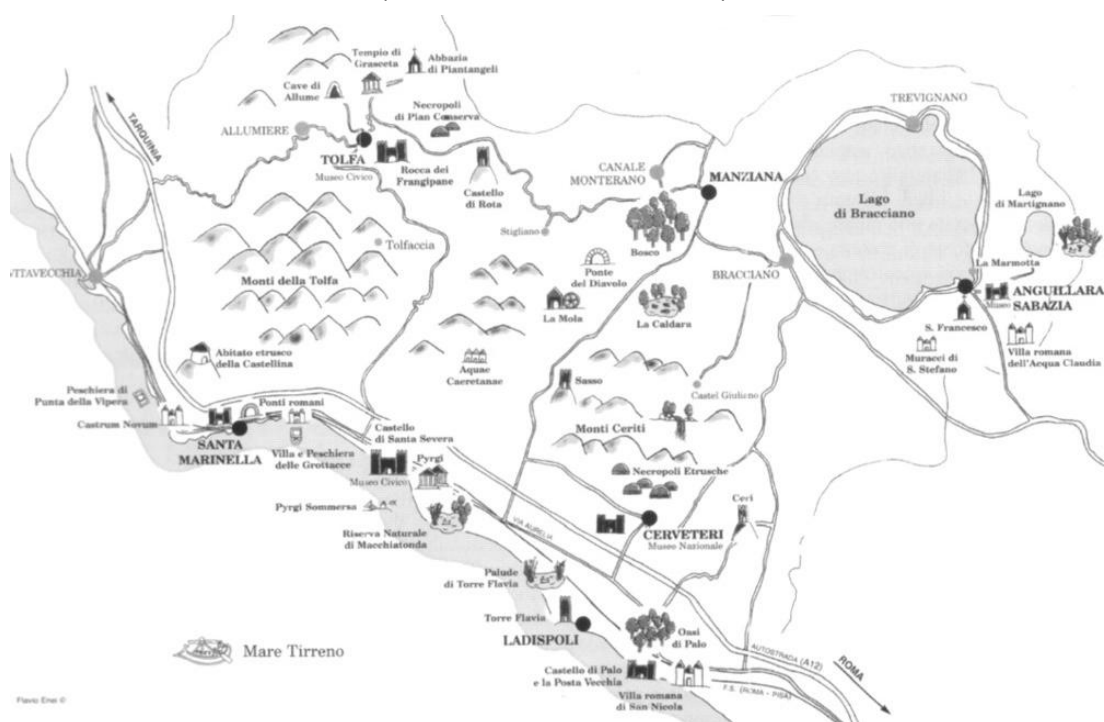 Tempio di
Grasceta
Abbazia
di Piantangeli
Cave di
Allume
Necropoli
di Pian Conserva
TARQUINIA
ALLUMIERE
TOLFA
Museo Civico
Rocca dei
Frangipane
Castello
di Rota
CANALE
MONTERANO
MANZIANA
TREVIGNANO
Lago
di Bracciano
Lago
di Martignano
Stigliano
Bosco
Tolfaccia
Monti della Tolfa
Ponte
del Diavolo
BRACCIANO
La Marmotta
ANGUILLARA
SABAZIA
Museo
S. Francesco
TTAVECCHIA
La Mola
La Caldara
Muracci di
S. Stefano
Villa romana
dell'Acqua Claudia
Abitato etrusco
della Castellina
Aquae
Caeretanae
Sasso
Castel Giuliano
Peschiera di
Punta della Vipera
Castrum Novum
Ponti romani
Monti Ceriti
SANTA
MARINELLA
Villa e Peschiera
delle Grottacce
Castello
di Santa Severa
Museo Civico
Pyrgi
Necropoli Etrusche
Pyrgi Sommersa
Riserva Naturale
di Macchiatonda
VIA AURELIA
CERVETERI
Museo Nazionale
Ceri
Palude
di Torre Flavia
Torre Flavia
LADISPOLI
Oasi
di Palo
AUTOSTRADA (A12)
ROMA
Mare Tirreno
Castello di Palo
e la Posta Vecchia
Villa romana
di San Nicola
F.S. (ROMA - PISA)
Flavio Enei ©